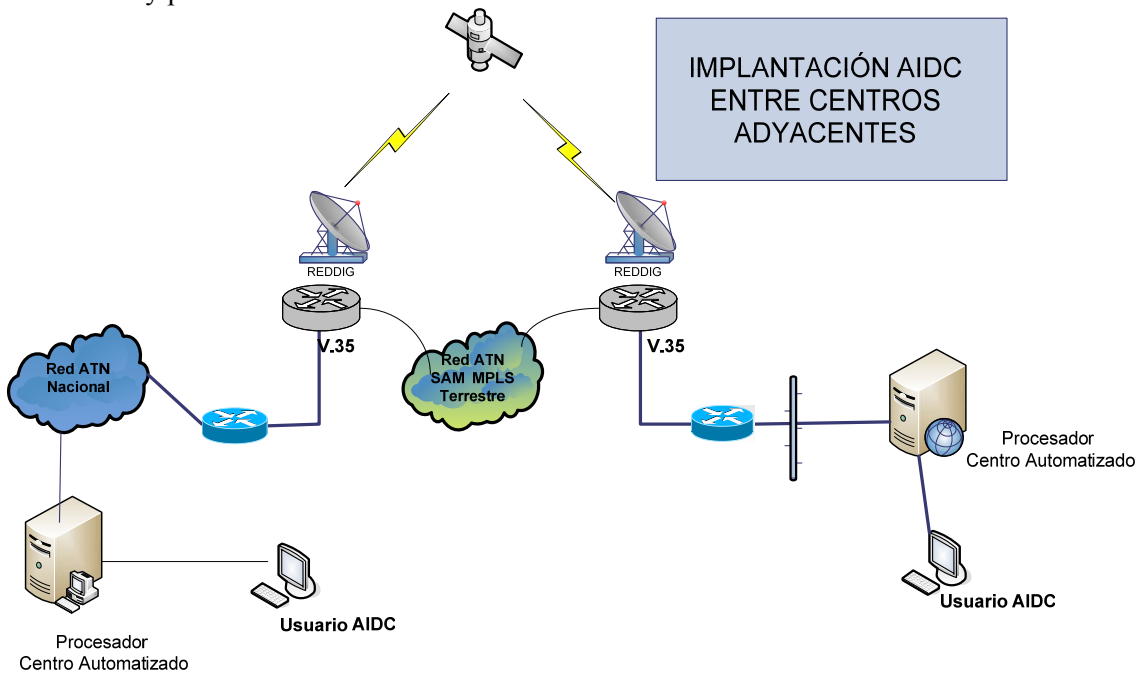 y p
IMPLANTACIÓN AIDC
ENTRE CENTROS
ADYACENTES
REDDIG
REDDIG
V.35
V.35
Red ATN
SAM MPLS
Terrestre
Red ATN
Nacional
Procesador
Centro Automatizado
Usuario AIDC
Usuario AIDC
Procesador
Centro Automatizado